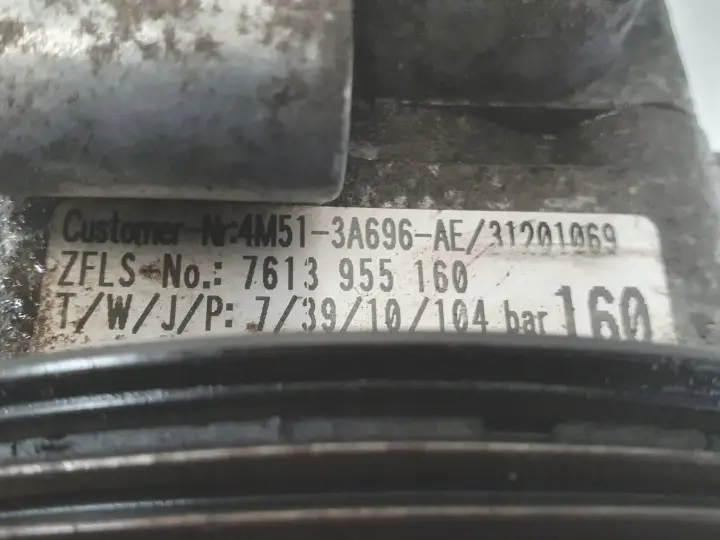 Customer Nr:4M51-3A696-AE/31201069
ZFLS No.: 7613 955 160
T/W/J/P: 7/39/10/104 bar 160